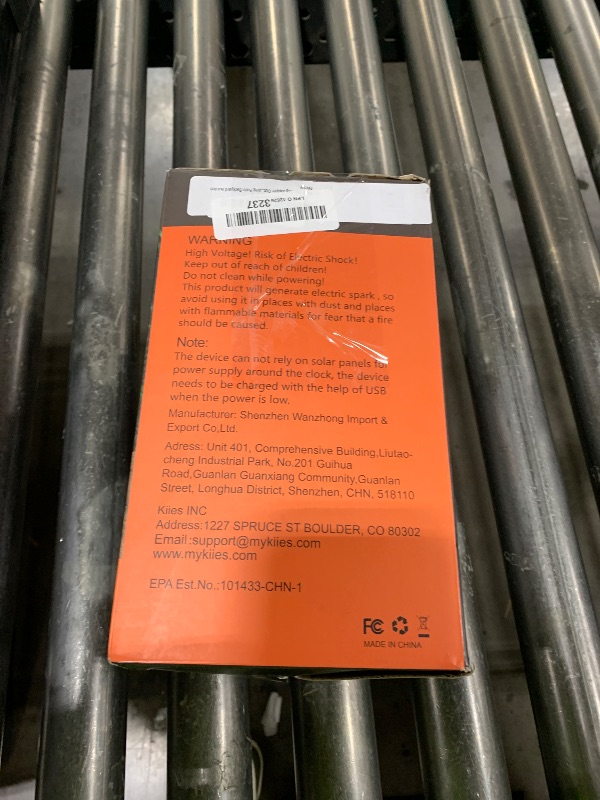 3237
WARNING
High Voltage! Risk of Electric Shock!
Keep out of reach of children!
Do not clean while powering!
This product will generate electric spark , so
avoid using it in places with dust and places
with flammable materials for fear that a fire
should be caused.
Note:
The device can not rely on solar panels for
power supply around the clock, the device
needs to be charged with the help of USB
when the power is low.
Manufacturer: Shenzhen Wanzhong Import &
Export Co,Ltd.
Adress: Unit 401, Comprehensive Building,Liutao-
cheng Industrial Park, No.201 Guihua
Road,Guanlan Guanxiang Community,Guanlan
Street, Longhua District, Shenzhen, CHN, 518110
Kiies INC
Address:1227 SPRUCE ST BOULDER, CO 80302
Email:support@mykiies.com
www.mykiies.com
EPA Est.No.:101433-CHN-1
FC
MADE IN CHINA